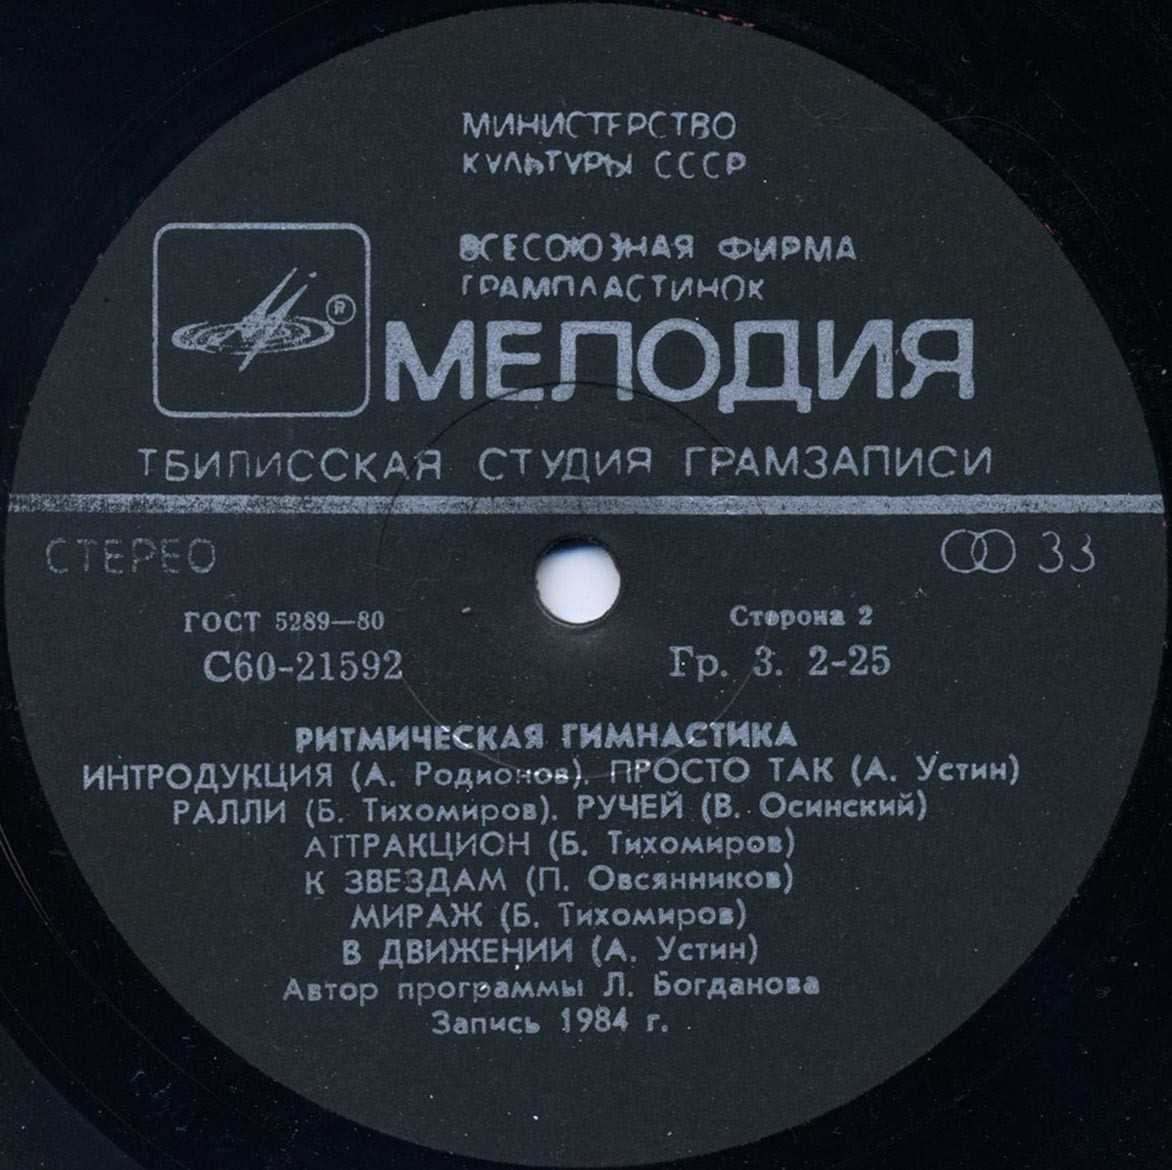 МИНИСТЕРСТВО
КУЛЬТУРЫ СССР
ВСЕСОЮЗНАЯ ФИРМА
ГРАМПЛАСТИНОК
®
МЕЛОДИЯ
ТБИЛИССКАЯ СТУДИЯ ГРАМЗАПИСИ
СТЕРЕО
33
ГОСТ 5289—80
Сторона 2
С60-21592
Гр. 3. 2-25
РИТМИЧЕСКАЯ ГИМНАСТИКА
ИНТРОДУКЦИЯ (А. Родионов). ПРОСТО ТАК (А. Устин)
РАЛЛИ (Б. Тихомиров). РУЧЕЙ (В. Осинский)
АТТРАКЦИОН (Б. Тихомиров)
К ЗВЕЗДАМ (П. Овсянников)
МИРАЖ (Б. Тихомиров)
В ДВИЖЕНИИ (А. Устин)
Автор программы Л. Богданова
Запись 1984 г.